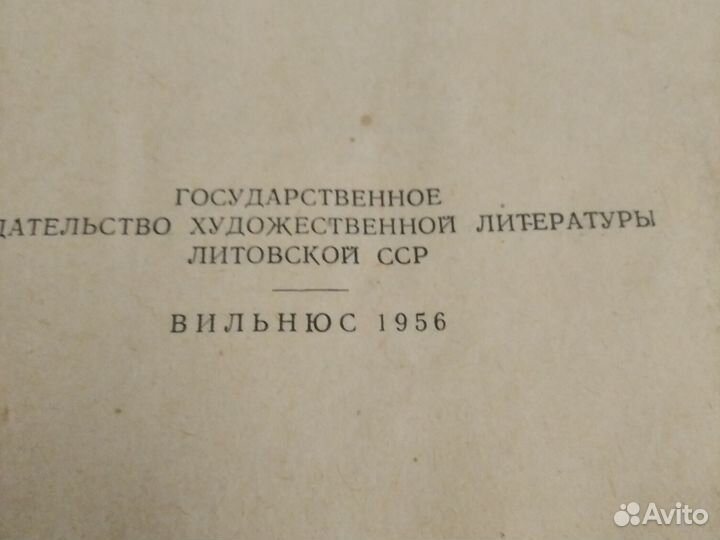 ГОСУДАРСТВЕННОЕ
ДАТЕЛЬСТВО ХУДОЖЕСТВЕННОЙ ЛИТЕРАТУРЫ
ЛИТОВСКОЙ ССР
ВИЛЬНЮС 1956
Avito